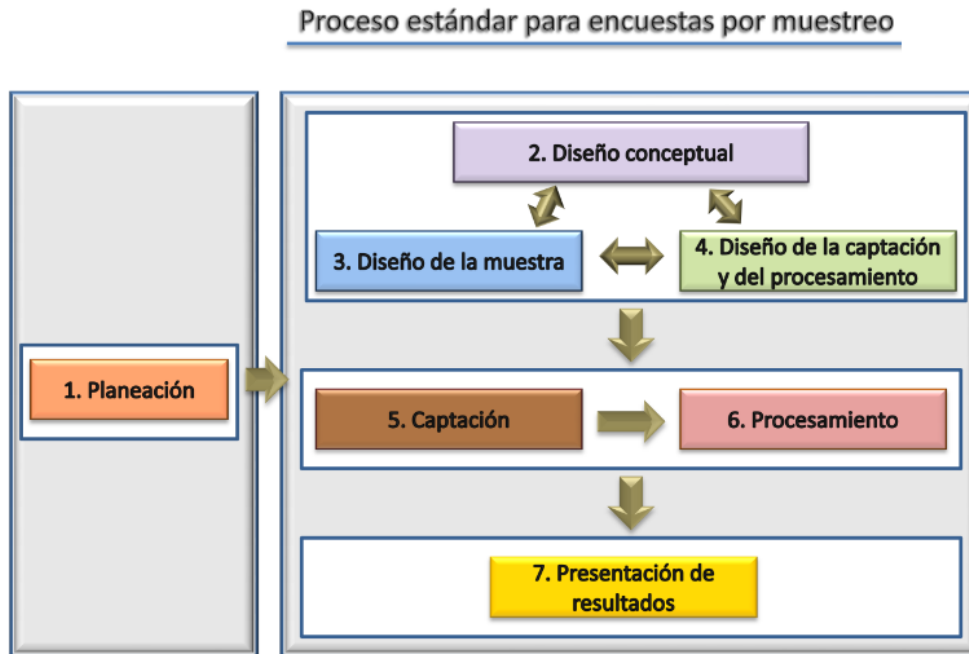 Proceso estándar para encuestas por muestreo
2. Diseño conceptual
3. Diseño de la muestra
4. Diseño de la captación
y del procesamiento
1. Planeación
5. Captación
6. Procesamiento
7. Presentación de
resultados